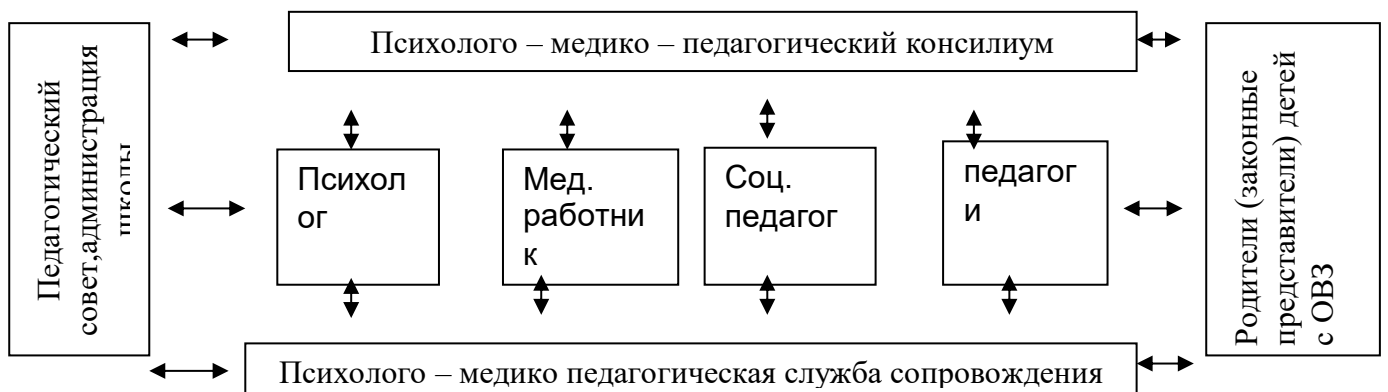 Психолого – медико – педагогический консилиум
Педагогический
совет,администрация
школы
Психол
ог
Мед.
работни
к
Соц.
педагог
педагог
и
Родители (законные
представители) детей
с ОВЗ
Психолого – медико педагогическая служба сопровождения